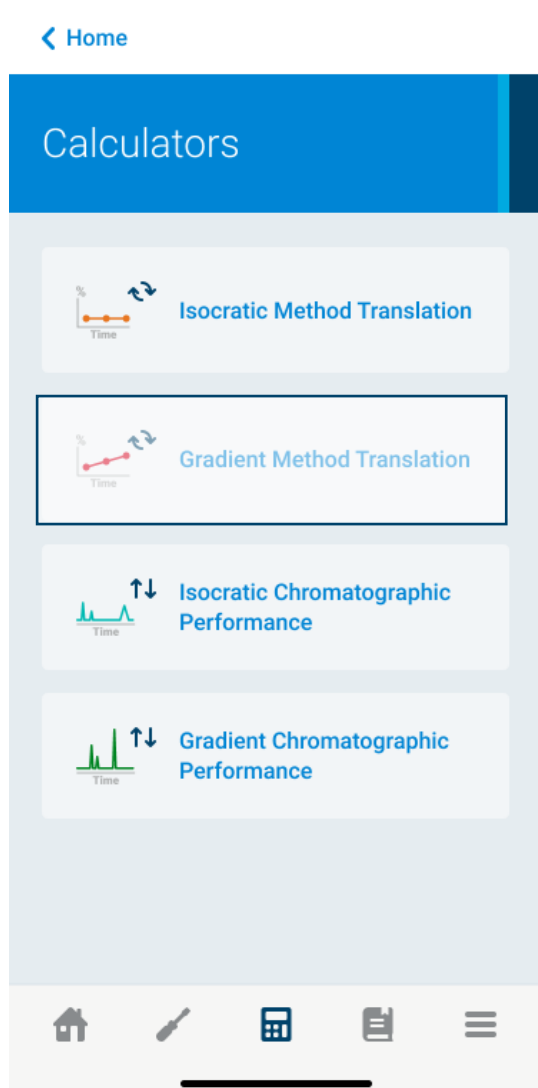 Home
Calculators
%
Time
Isocratic Method Translation
%
Time
Gradient Method Translation
Time
Isocratic Chromatographic
Performance
Time
Gradient Chromatographic
Performance